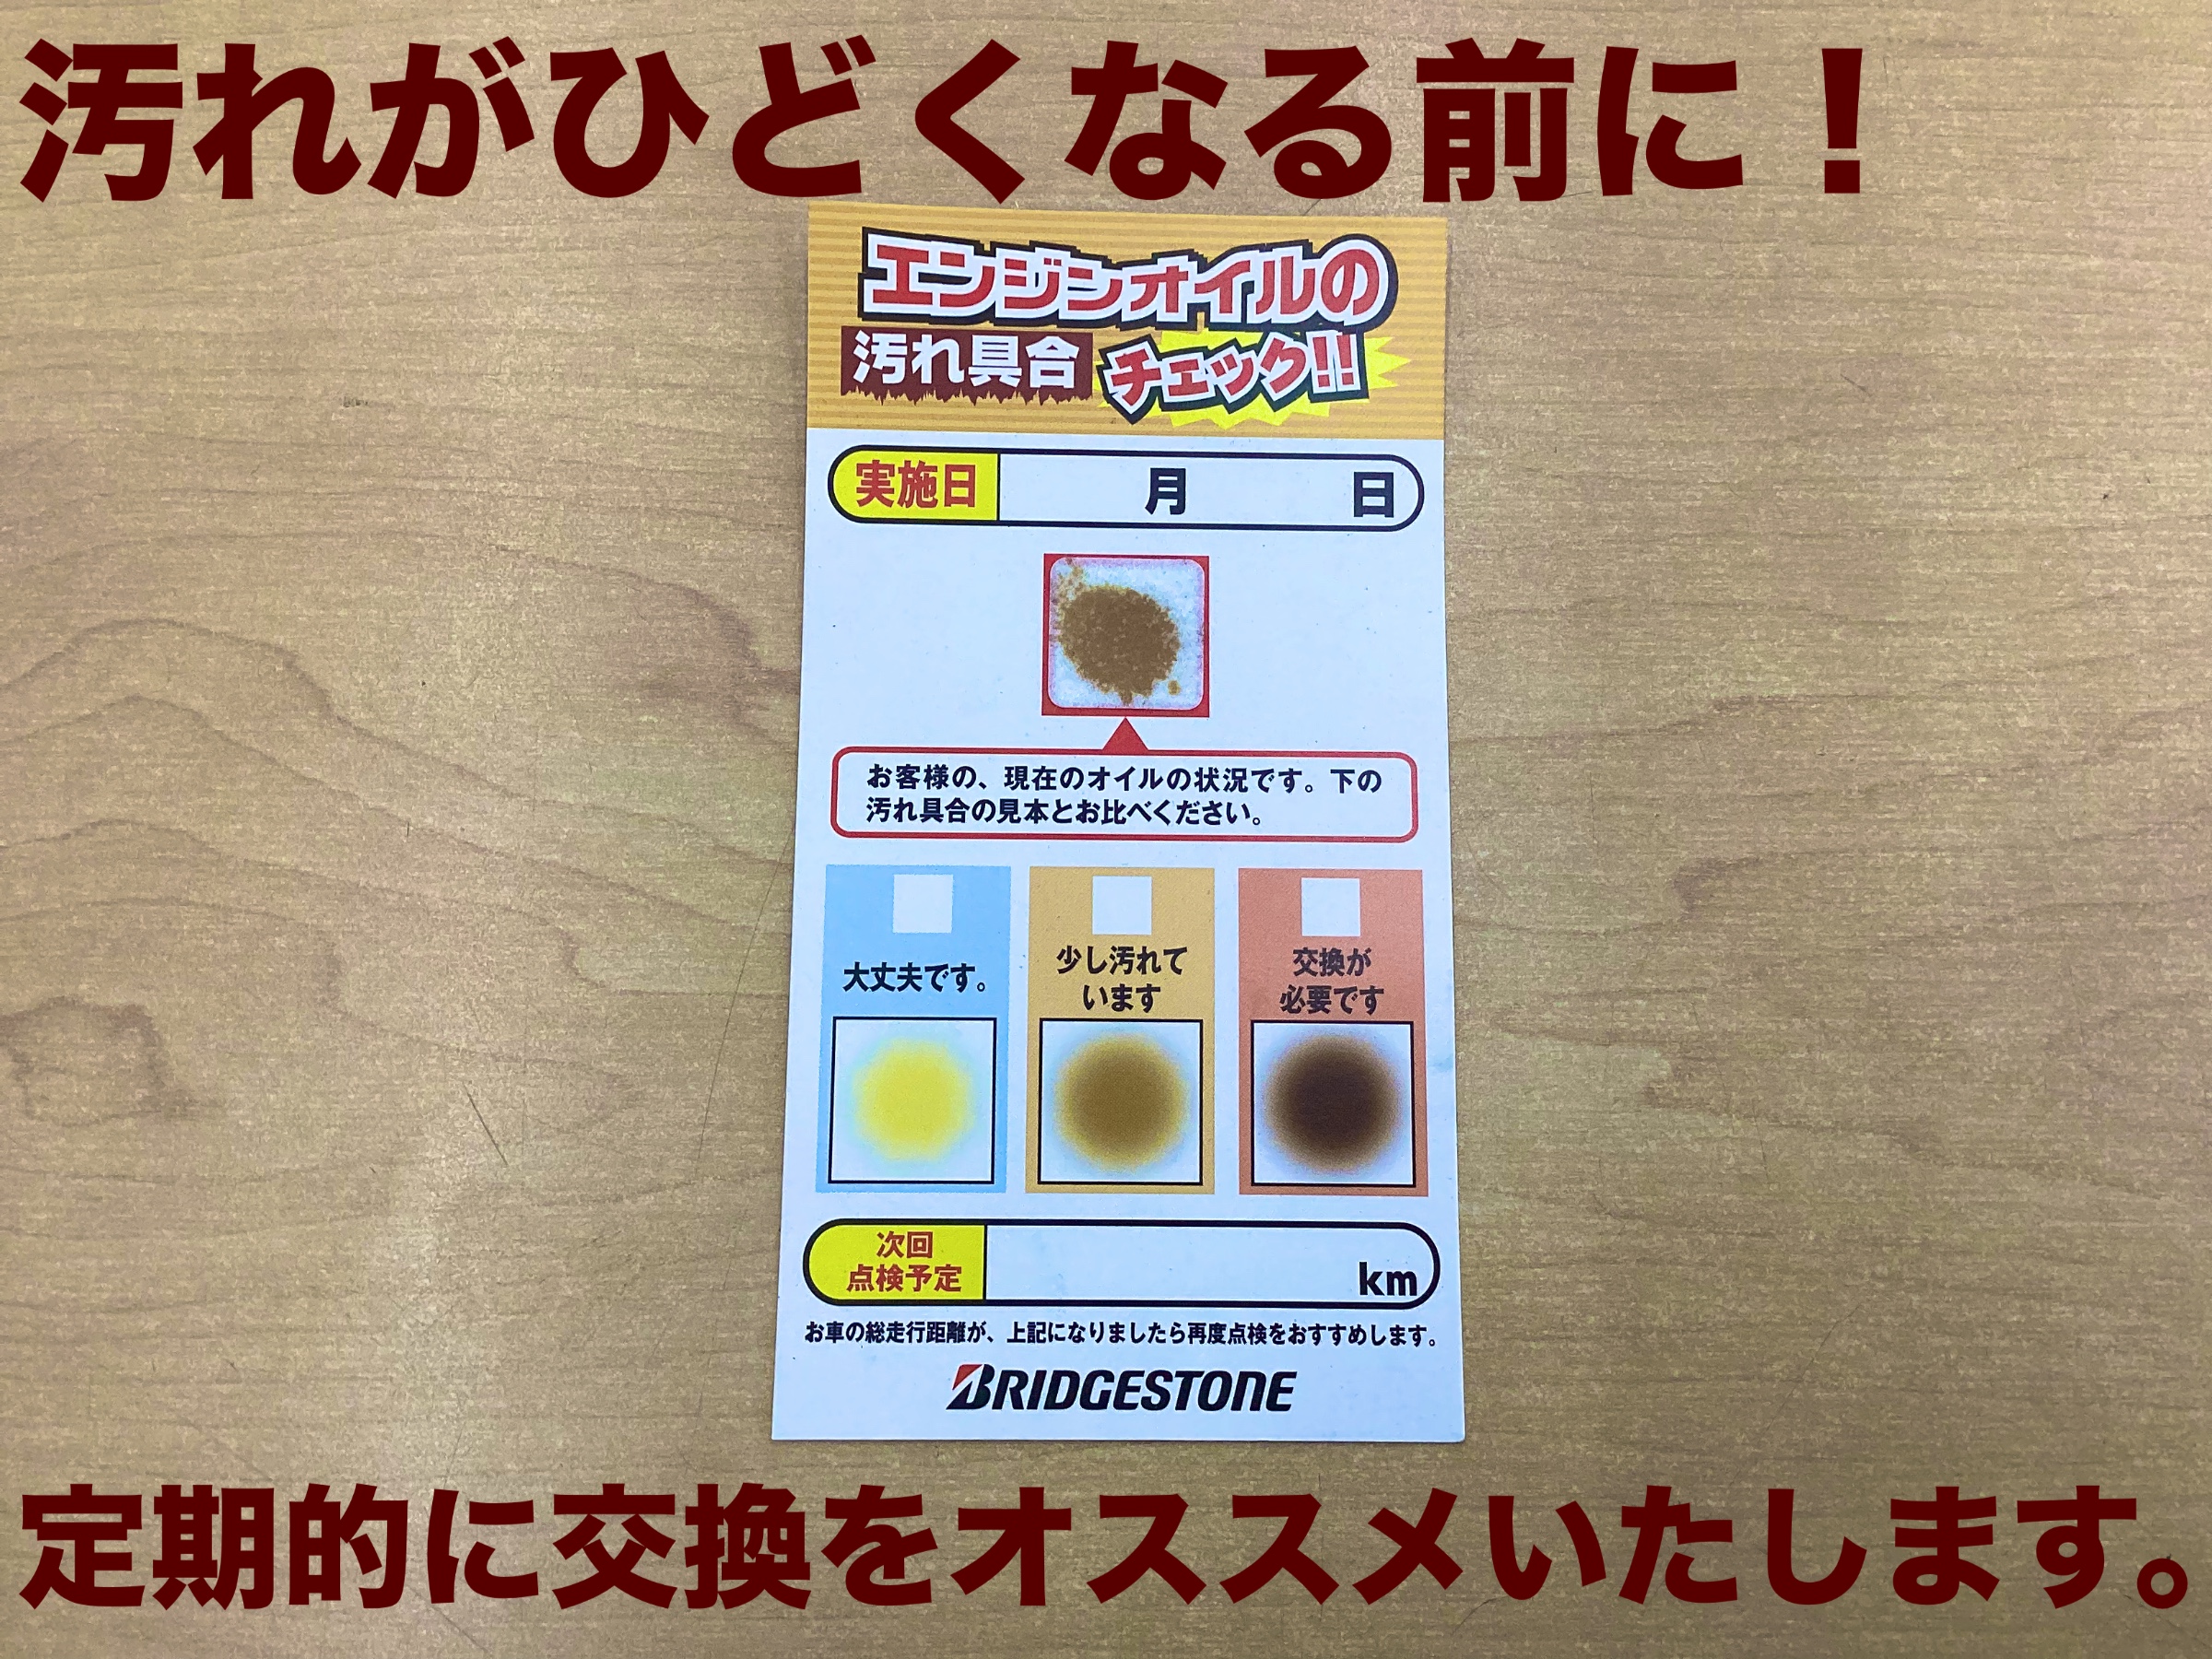 汚れがひどくなる前に！
エンジンオイルの
汚れ具合 チェック!!
実施日 月 日
お客様の、現在のオイルの状況です。下の
汚れ具合の見本とお比べください。
大丈夫です。
少し汚れて
います
交換が
必要です
次回
点検予定
km
お車の総走行距離が、上記になりましたら再度点検をおすすめします。
BRIDGESTONE
定期的に交換をオススメいたします。